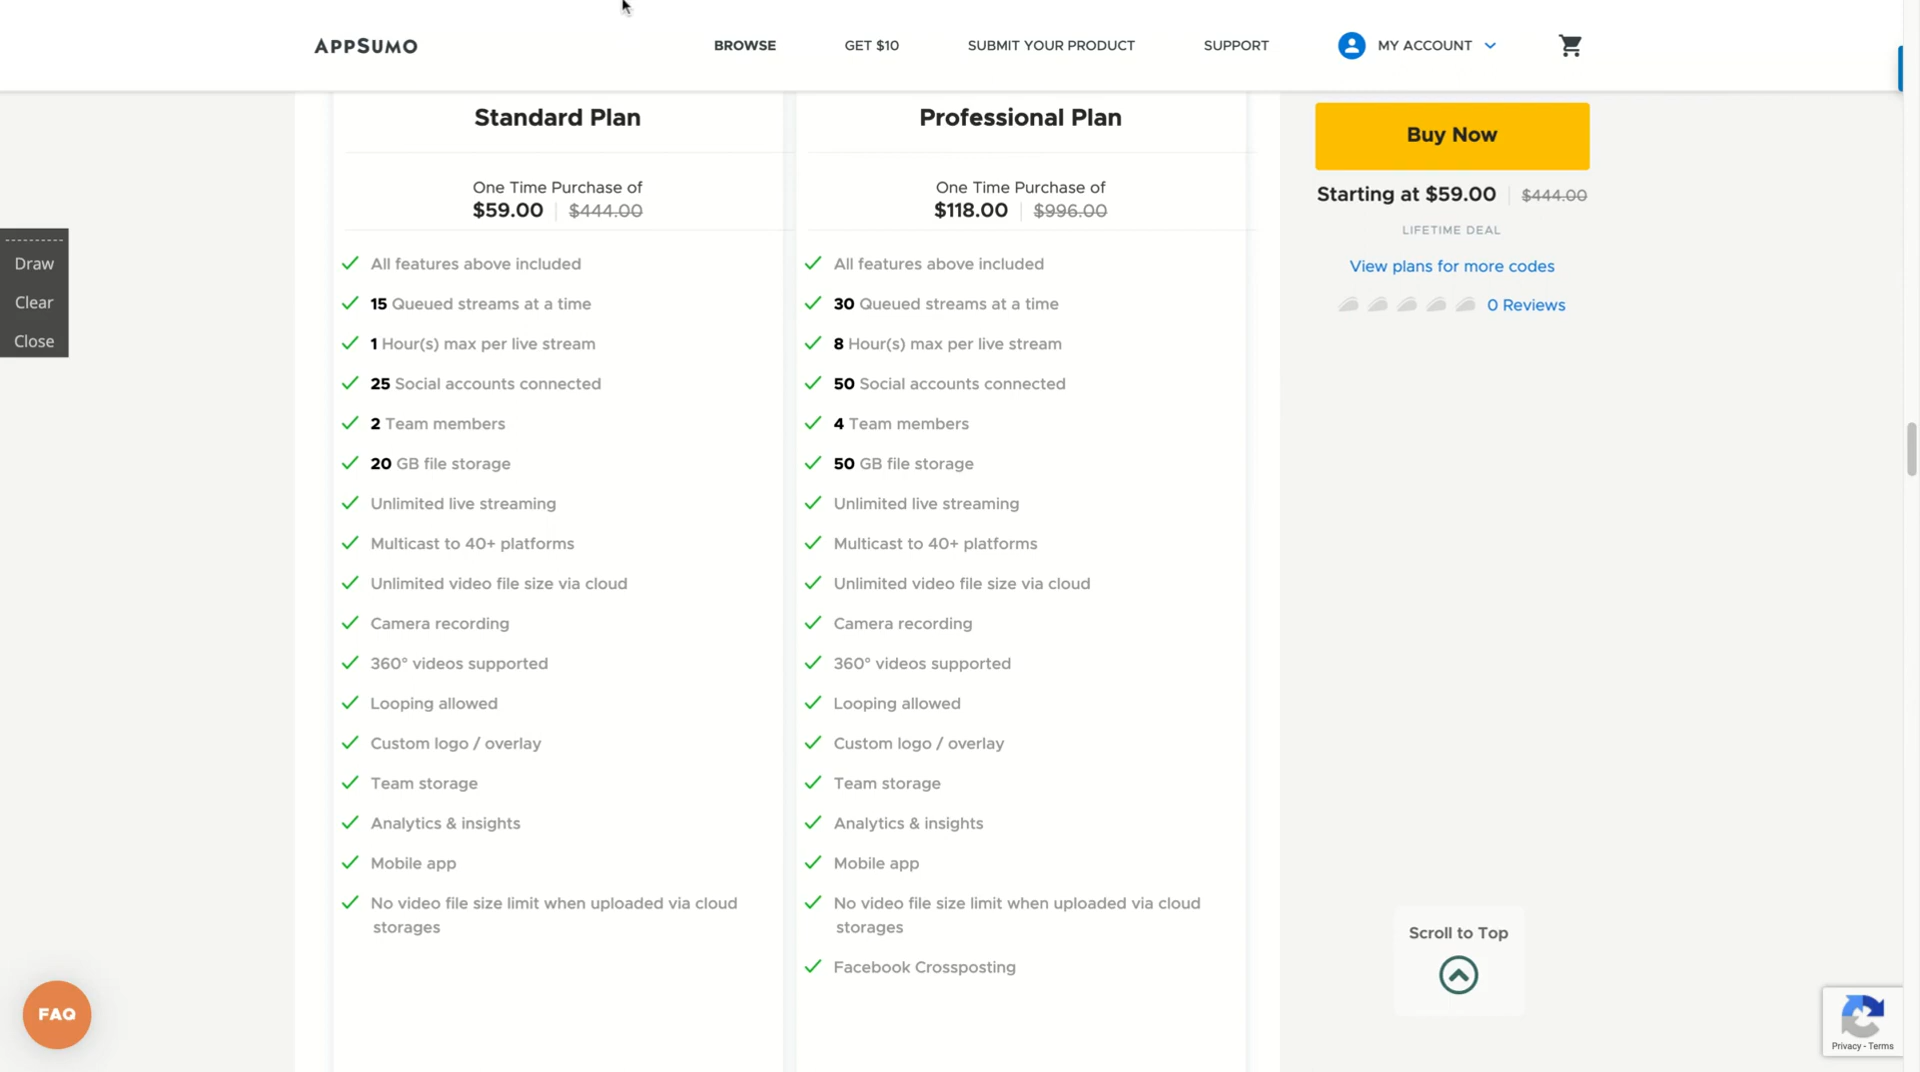 APPSUMO
BROWSE
GET $10
SUBMIT YOUR PRODUCT
SUPPORT
MY ACCOUNT
Draw
Clear
Close
Standard Plan
One Time Purchase of
$59.00 $444.00
All features above included
15 Queued streams at a time
1 Hour(s) max per live stream
25 Social accounts connected
2 Team members
20 GB file storage
Unlimited live streaming
Multicast to 40+ platforms
Unlimited video file size via cloud
Camera recording
360° videos supported
Looping allowed
Custom logo / overlay
Team storage
Analytics & insights
Mobile app
No video file size limit when uploaded via cloud
storages
Professional Plan
One Time Purchase of
$118.00 $996.00
All features above included
30 Queued streams at a time
8 Hour(s) max per live stream
50 Social accounts connected
4 Team members
50 GB file storage
Unlimited live streaming
Multicast to 40+ platforms
Unlimited video file size via cloud
Camera recording
360° videos supported
Looping allowed
Custom logo / overlay
Team storage
Analytics & insights
Mobile app
No video file size limit when uploaded via cloud
storages
Facebook Crossposting
Buy Now
Starting at $59.00 $444.00
LIFETIME DEAL
View plans for more codes
0 Reviews
Scroll to Top
FAQ
Privacy - Terms